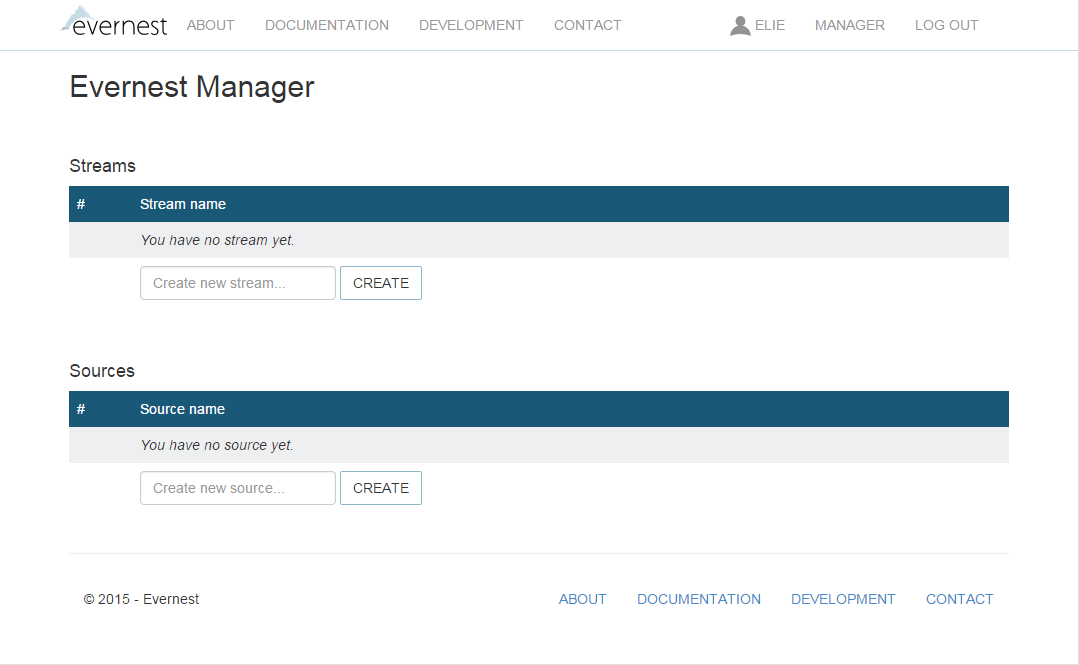 evernest ABOUT DOCUMENTATION DEVELOPMENT CONTACT ELIE MANAGER LOG OUT
Evernest Manager
Streams
# Stream name
You have no stream yet.
Create new stream... CREATE
Sources
# Source name
You have no source yet.
Create new source... CREATE
© 2015 - Evernest ABOUT DOCUMENTATION DEVELOPMENT CONTACT